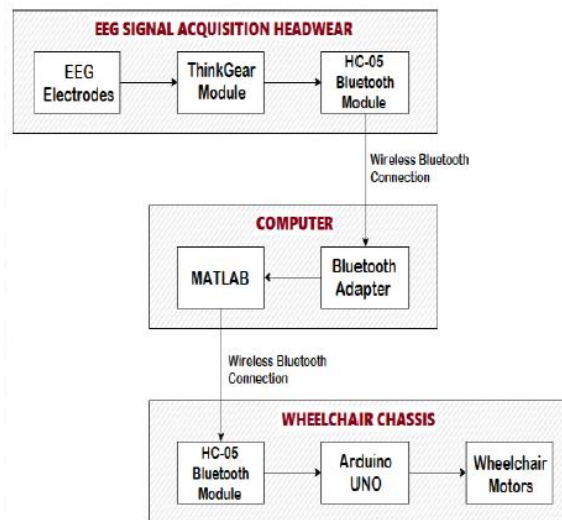 EEG SIGNAL ACQUISITION HEADWEAR
EEG
Electrodes
ThinkGear
Module
HC-05
Bluetooth
Module
Wireless Bluetooth
Connection
COMPUTER
MATLAB
Bluetooth
Adapter
Wireless Bluetooth
Connection
WHEELCHAIR CHASSIS
HC-05
Bluetooth
Module
Arduino
UNO
Wheelchair
Motors